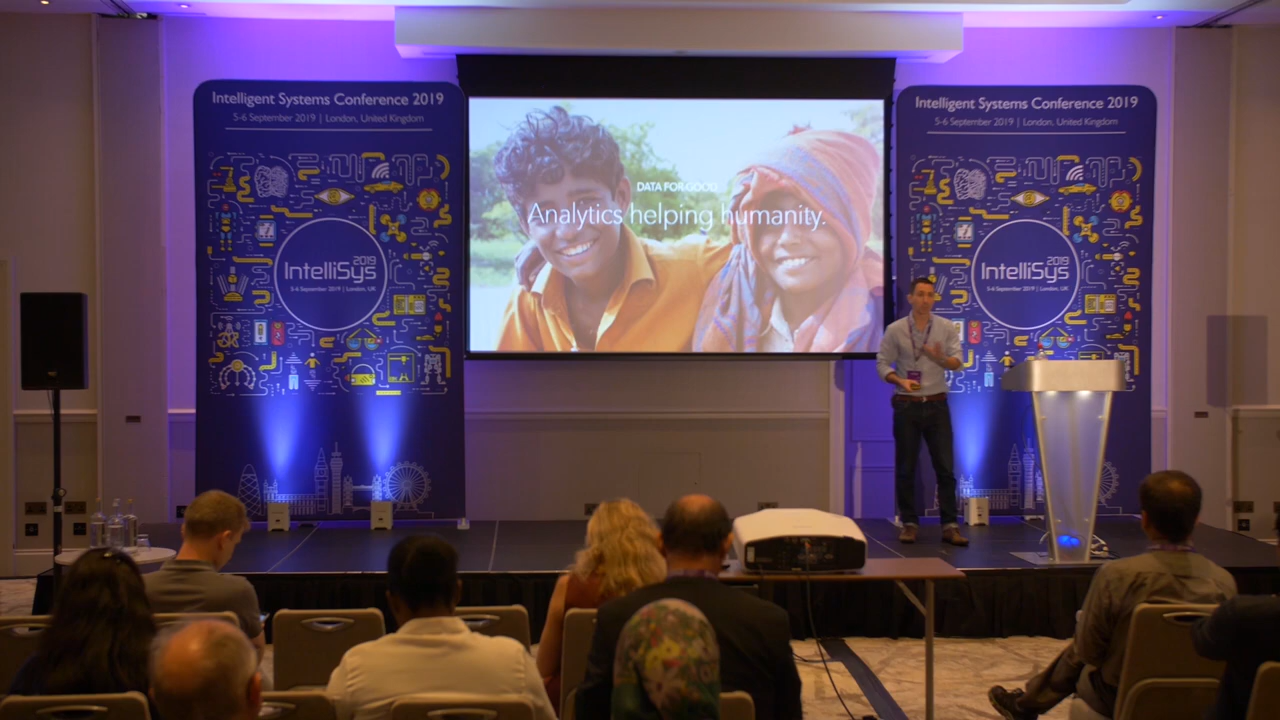 Intelligent Systems Conference 2019
5-6 September 2019 | London, United Kingdom
2019
IntelliSys
5-6 September 2019 | London, UK
DATA FOR GOOD
Analytics helping humanity.
Intelligent Systems Conference 2019
5-6 September 2019 | London, United Kingdom
2019
IntelliSys
5-6 September 2019 | London, UK